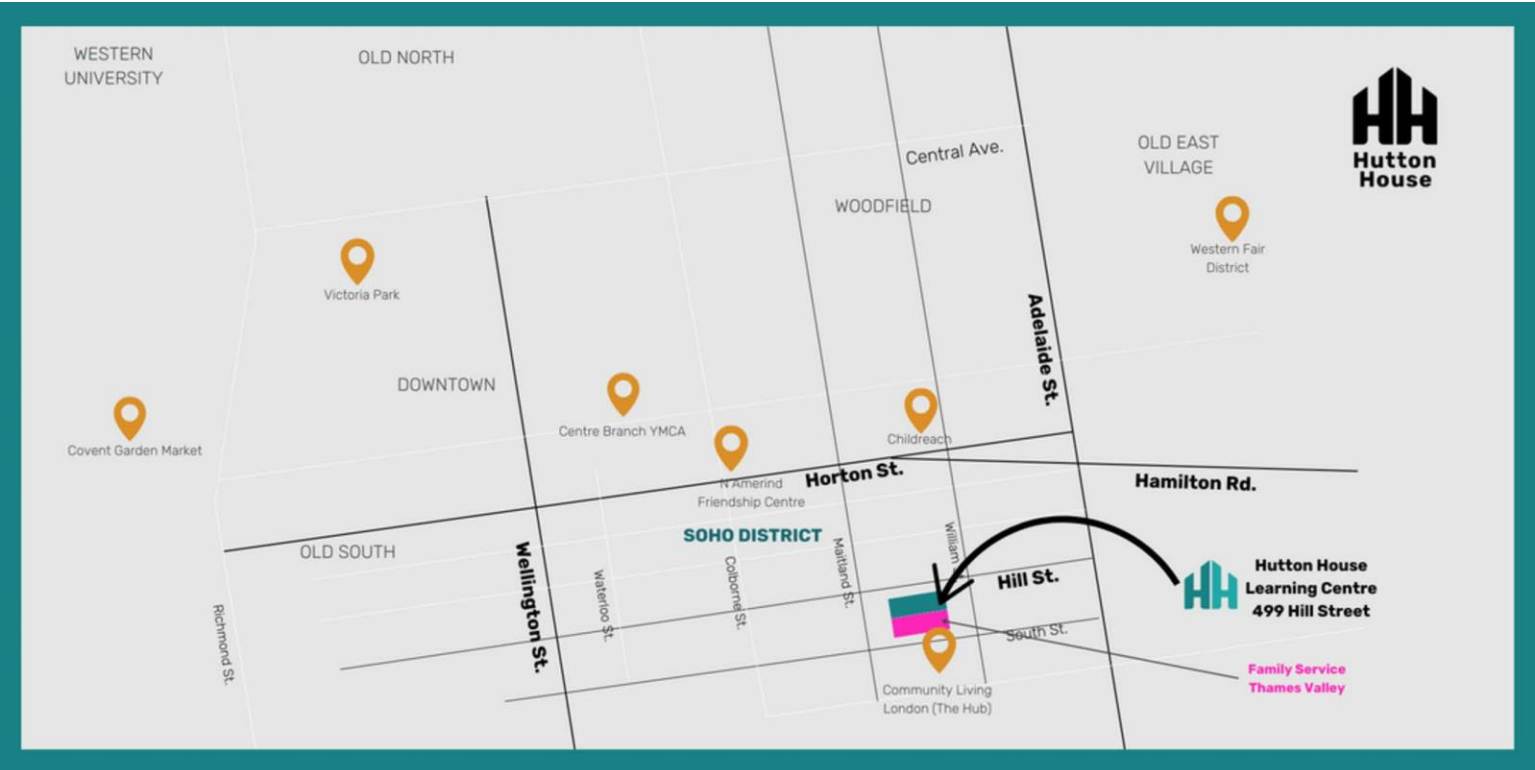 WESTERN
UNIVERSITY
OLD NORTH
Hutton
House
Central Ave.
OLD EAST
VILLAGE
WOODFIELD
Western Fair
District
Victoria Park
Adelaide St.
DOWNTOWN
Centre Branch YMCA
Covent Garden Market
Childreach
Horton St.
N'Amerind
Friendship Centre
Hamilton Rd.
SOHO DISTRICT
OLD SOUTH
Wellington St.
Waterloo St.
Colborne St.
Maitland St.
William
Hill St.
Hutton House
Learning Centre
499 Hill Street
Richmond St.
South St.
Family Service
Thames Valley
Community Living
London (The Hub)